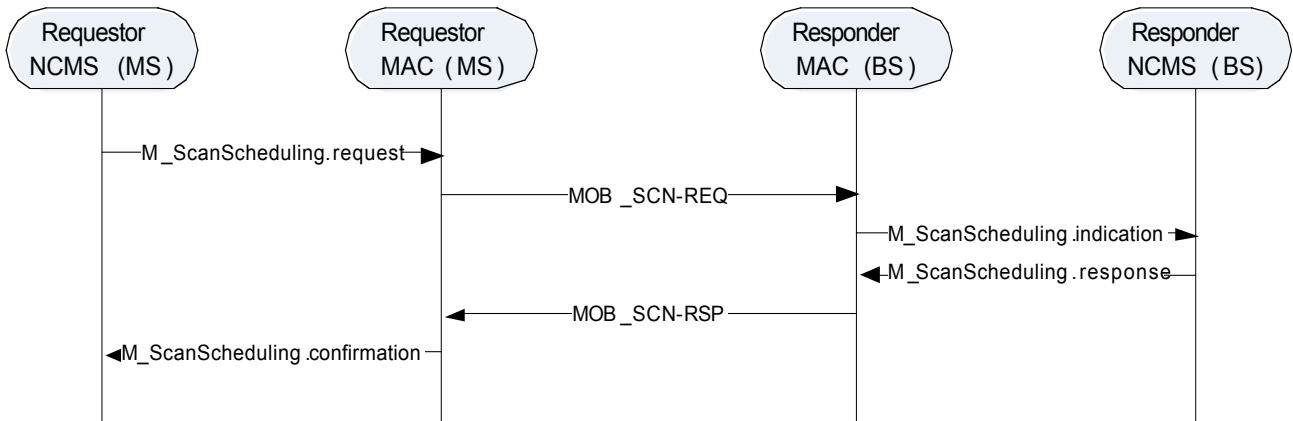 Requestor
NCMS (MS)
Requestor
MAC (MS)
Responder
MAC (BS)
Responder
NCMS (BS)
M_ScanScheduling.request
MOB_SCN-REQ
M_ScanScheduling.indication
M_ScanScheduling.response
MOB_SCN-RSP
M_ScanScheduling.confirmation